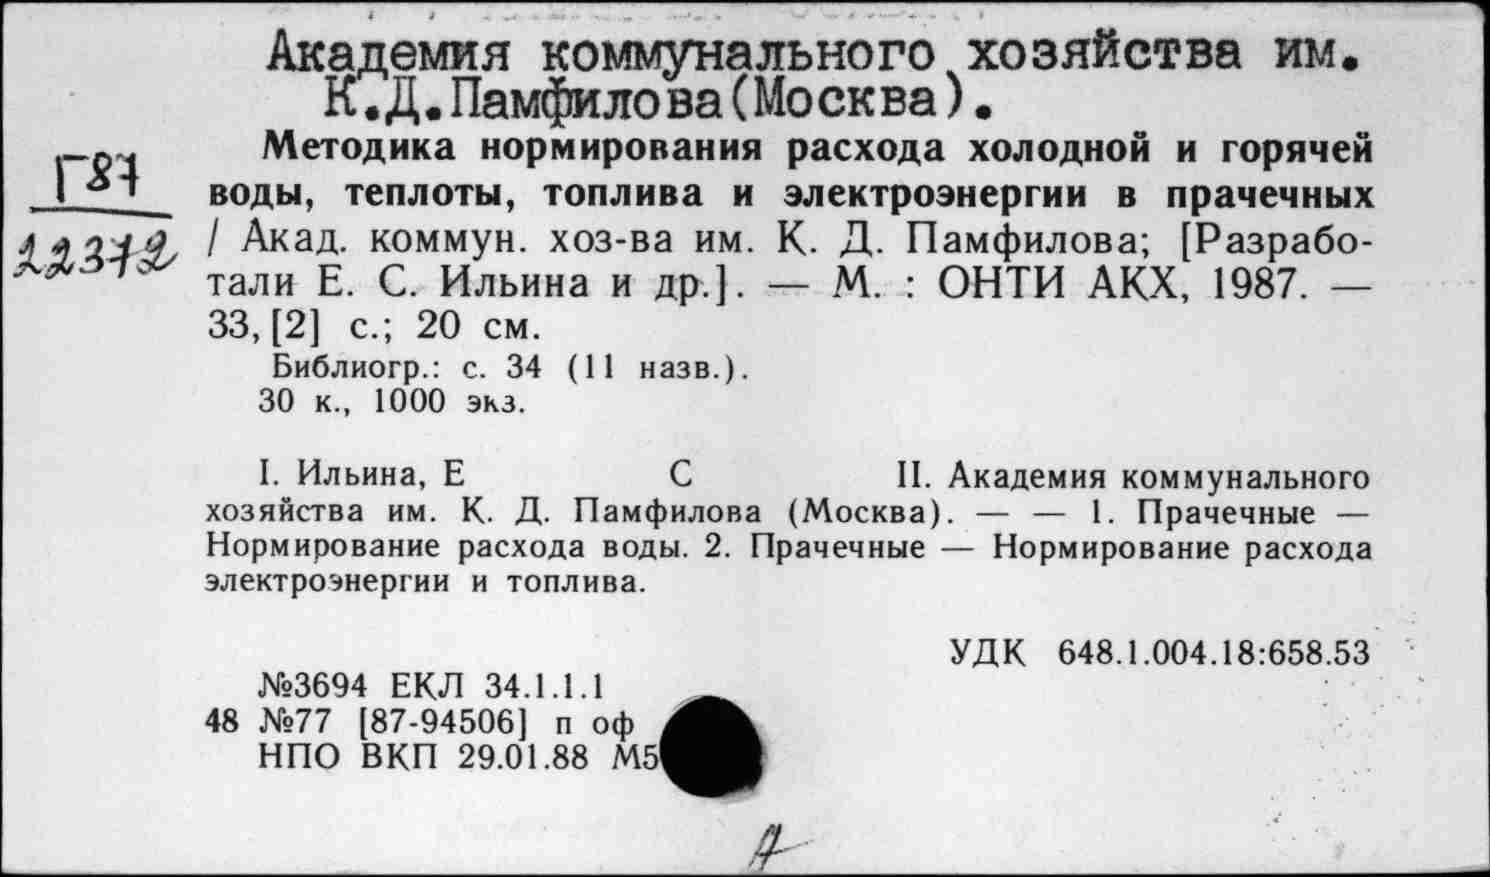 Академия коммунального хозяйства им.
К.Д.Памфилова(Москва).
Методика нормирования расхода холодной и горячей
воды, теплоты, топлива и электроэнергии в прачечных
/ Акад. коммун. хоз-ва им. К. Д. Памфилова; [Разрабо-
тали Е. С. Ильина и др.]. — М. : ОНТИ АКХ, 1987. —
33, [2] с.; 20 см.
Библиогр.: с. 34 (11 назв.).
30 к., 1000 экз.
Г87
I. Ильина, Е С II. Академия коммунального
хозяйства им. К. Д. Памфилова (Москва). — — 1. Прачечные —
Нормирование расхода воды. 2. Прачечные — Нормирование расхода
электроэнергии и топлива.
УДК 648.1.004.18:658.53
№3694 ЕКЛ 34.1.1.1
48 №77 [87-94506] п оф
НПО ВКП 29.01.88 М5